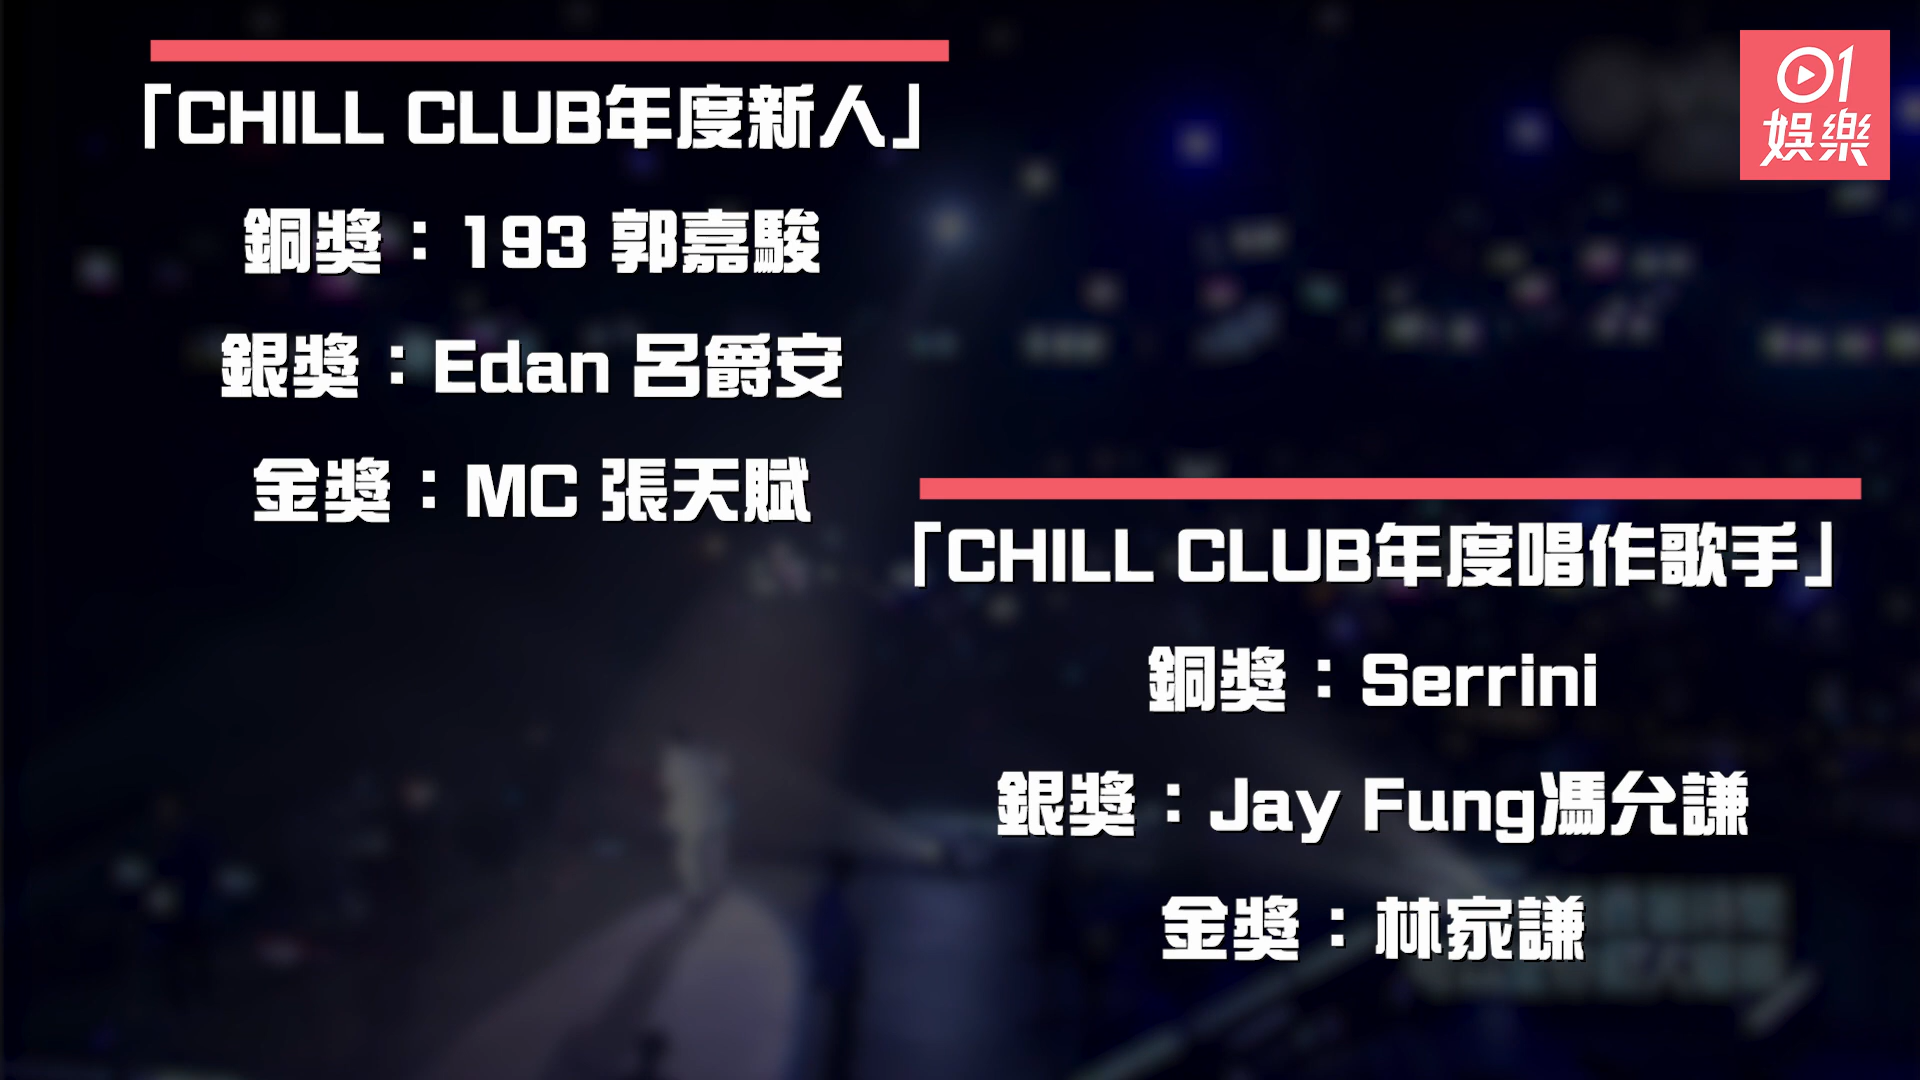 01
娛樂
「CHILL CLUB年度新人」
銅獎：193 郭嘉駿
銀獎：Edan 呂爵安
金獎：MC 張天賦
「CHILL CLUB年度唱作歌手」
銅獎：Serrini
銀獎：Jay Fung馮允謙
金獎：林家謙